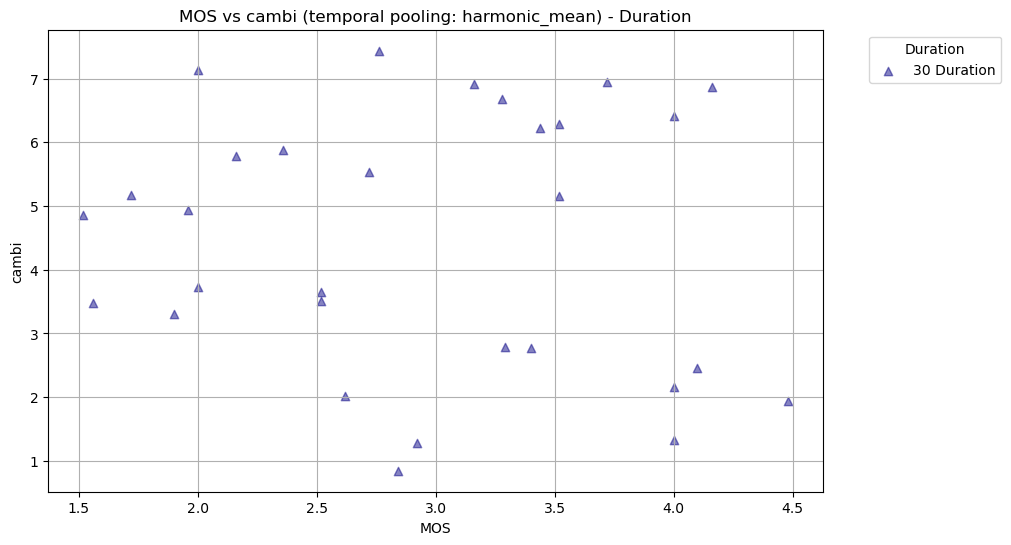 MOS vs cambi (temporal pooling: harmonic_mean) - Duration
Duration
30 Duration
cambi
7
6
5
4
3
2
1
1.5 2.0 2.5 3.0 3.5 4.0 4.5
MOS